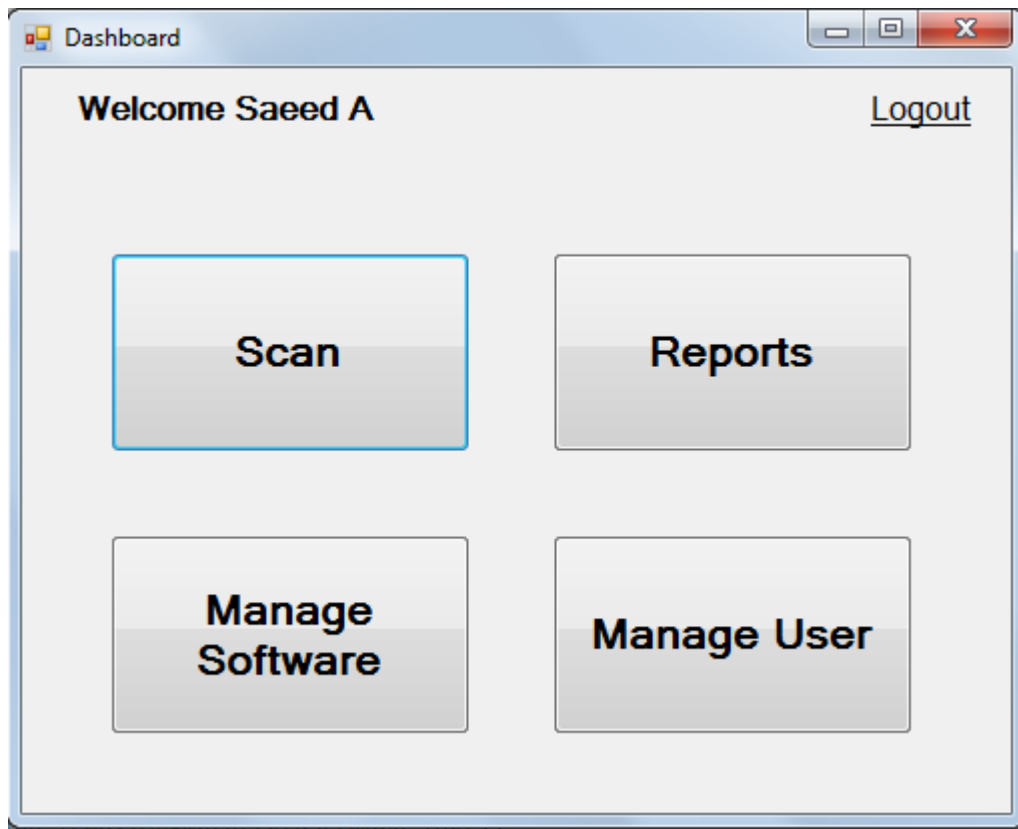 Dashboard
Welcome Saeed A
Logout
Scan
Reports
Manage
Software
Manage User